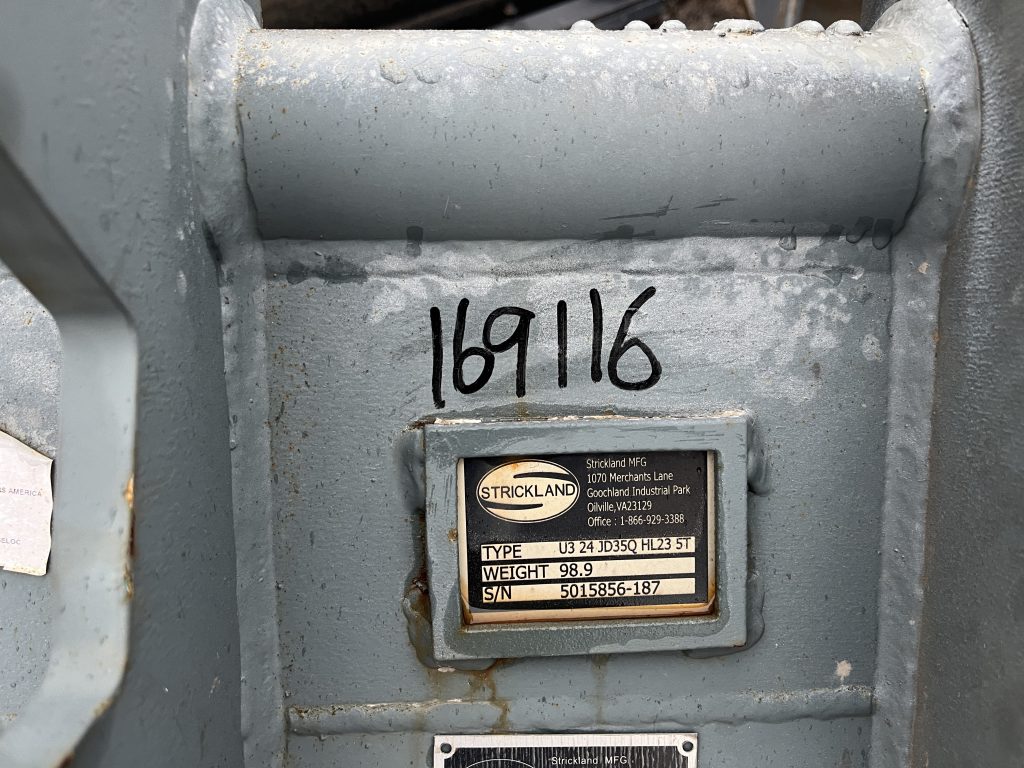 169116
STRICKLAND
Strickland MFG
1070 Merchants Lane
Goochland Industrial Park
Oilville,VA23129
Office : 1-866-929-3388
TYPE U3 24 JD35Q HL23 5T
WEIGHT 98.9
S/N 5015856-187
AMERICA
Strickland MFG